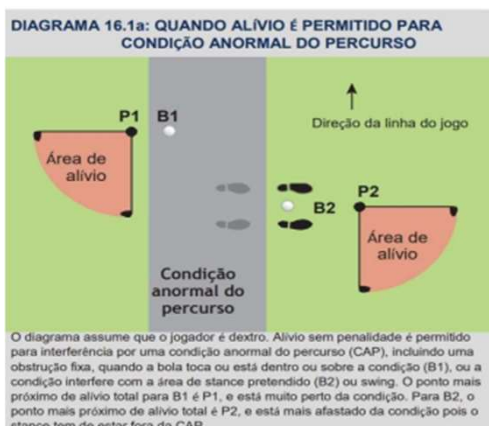 DIAGRAMA 16.1a: QUANDO ALÍVIO É PERMITIDO PARA
CONDIÇÃO ANORMAL DO PERCURSO
P1
B1
Direção da linha do jogo
Área de
alívio
B2
P2
Área de
alívio
Condição
anormal do
percurso
O diagrama assume que o jogador é dextro. Alívio sem penalidade é permitido
para interferência por uma condição anormal do percurso (CAP), incluindo uma
obstrução fixa, quando a bola toca ou está dentro ou sobre a condição (B1), ou a
condição interfere com a área de stance pretendido (B2) ou swing. O ponto mais
próximo de alívio total para B1 é P1, e está muito perto da condição. Para B2, o
ponto mais próximo de alívio total é P2, e está mais afastado da condição pois o
stance tem de estar fora da CAP.